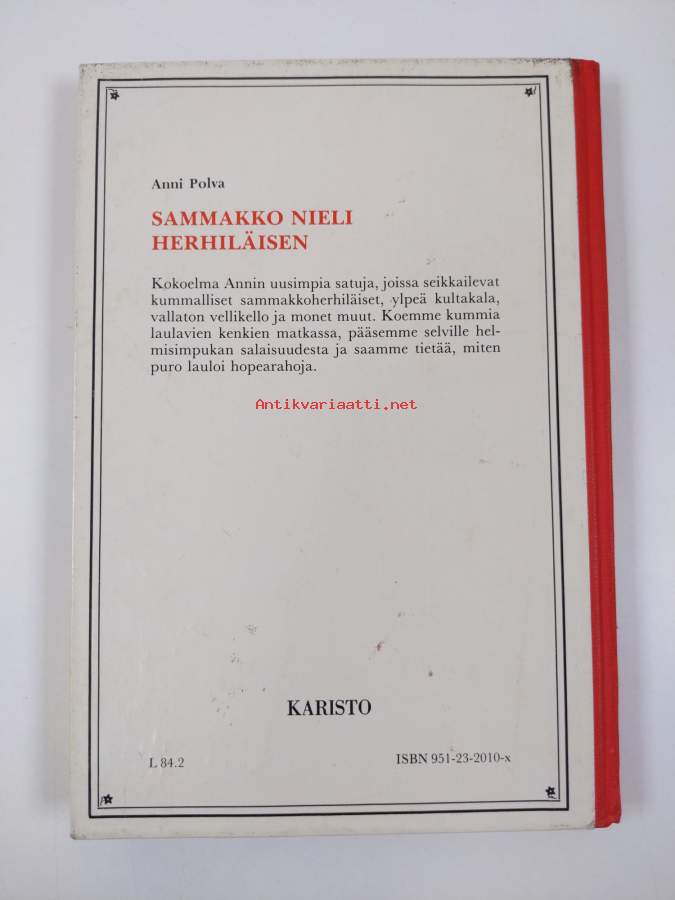 Anni Polva
SAMMAKKO NIELI
HERHILÄISEN
Kokoelma Annin uusimpia satuja, joissa seikkailevat
kummalliset sammakkoherhiläiset, ylpeä kultakala,
vallaton vellikello ja monet muut. Koemme kummia
laulavien kenkien matkassa, pääsemme selville hel-
misimpukan salaisuudesta ja saamme tietää, miten
puro lauloi hopearahoja.
Antikvariaatti.net
KARISTO
L 84.2
ISBN 951-23-2010-x